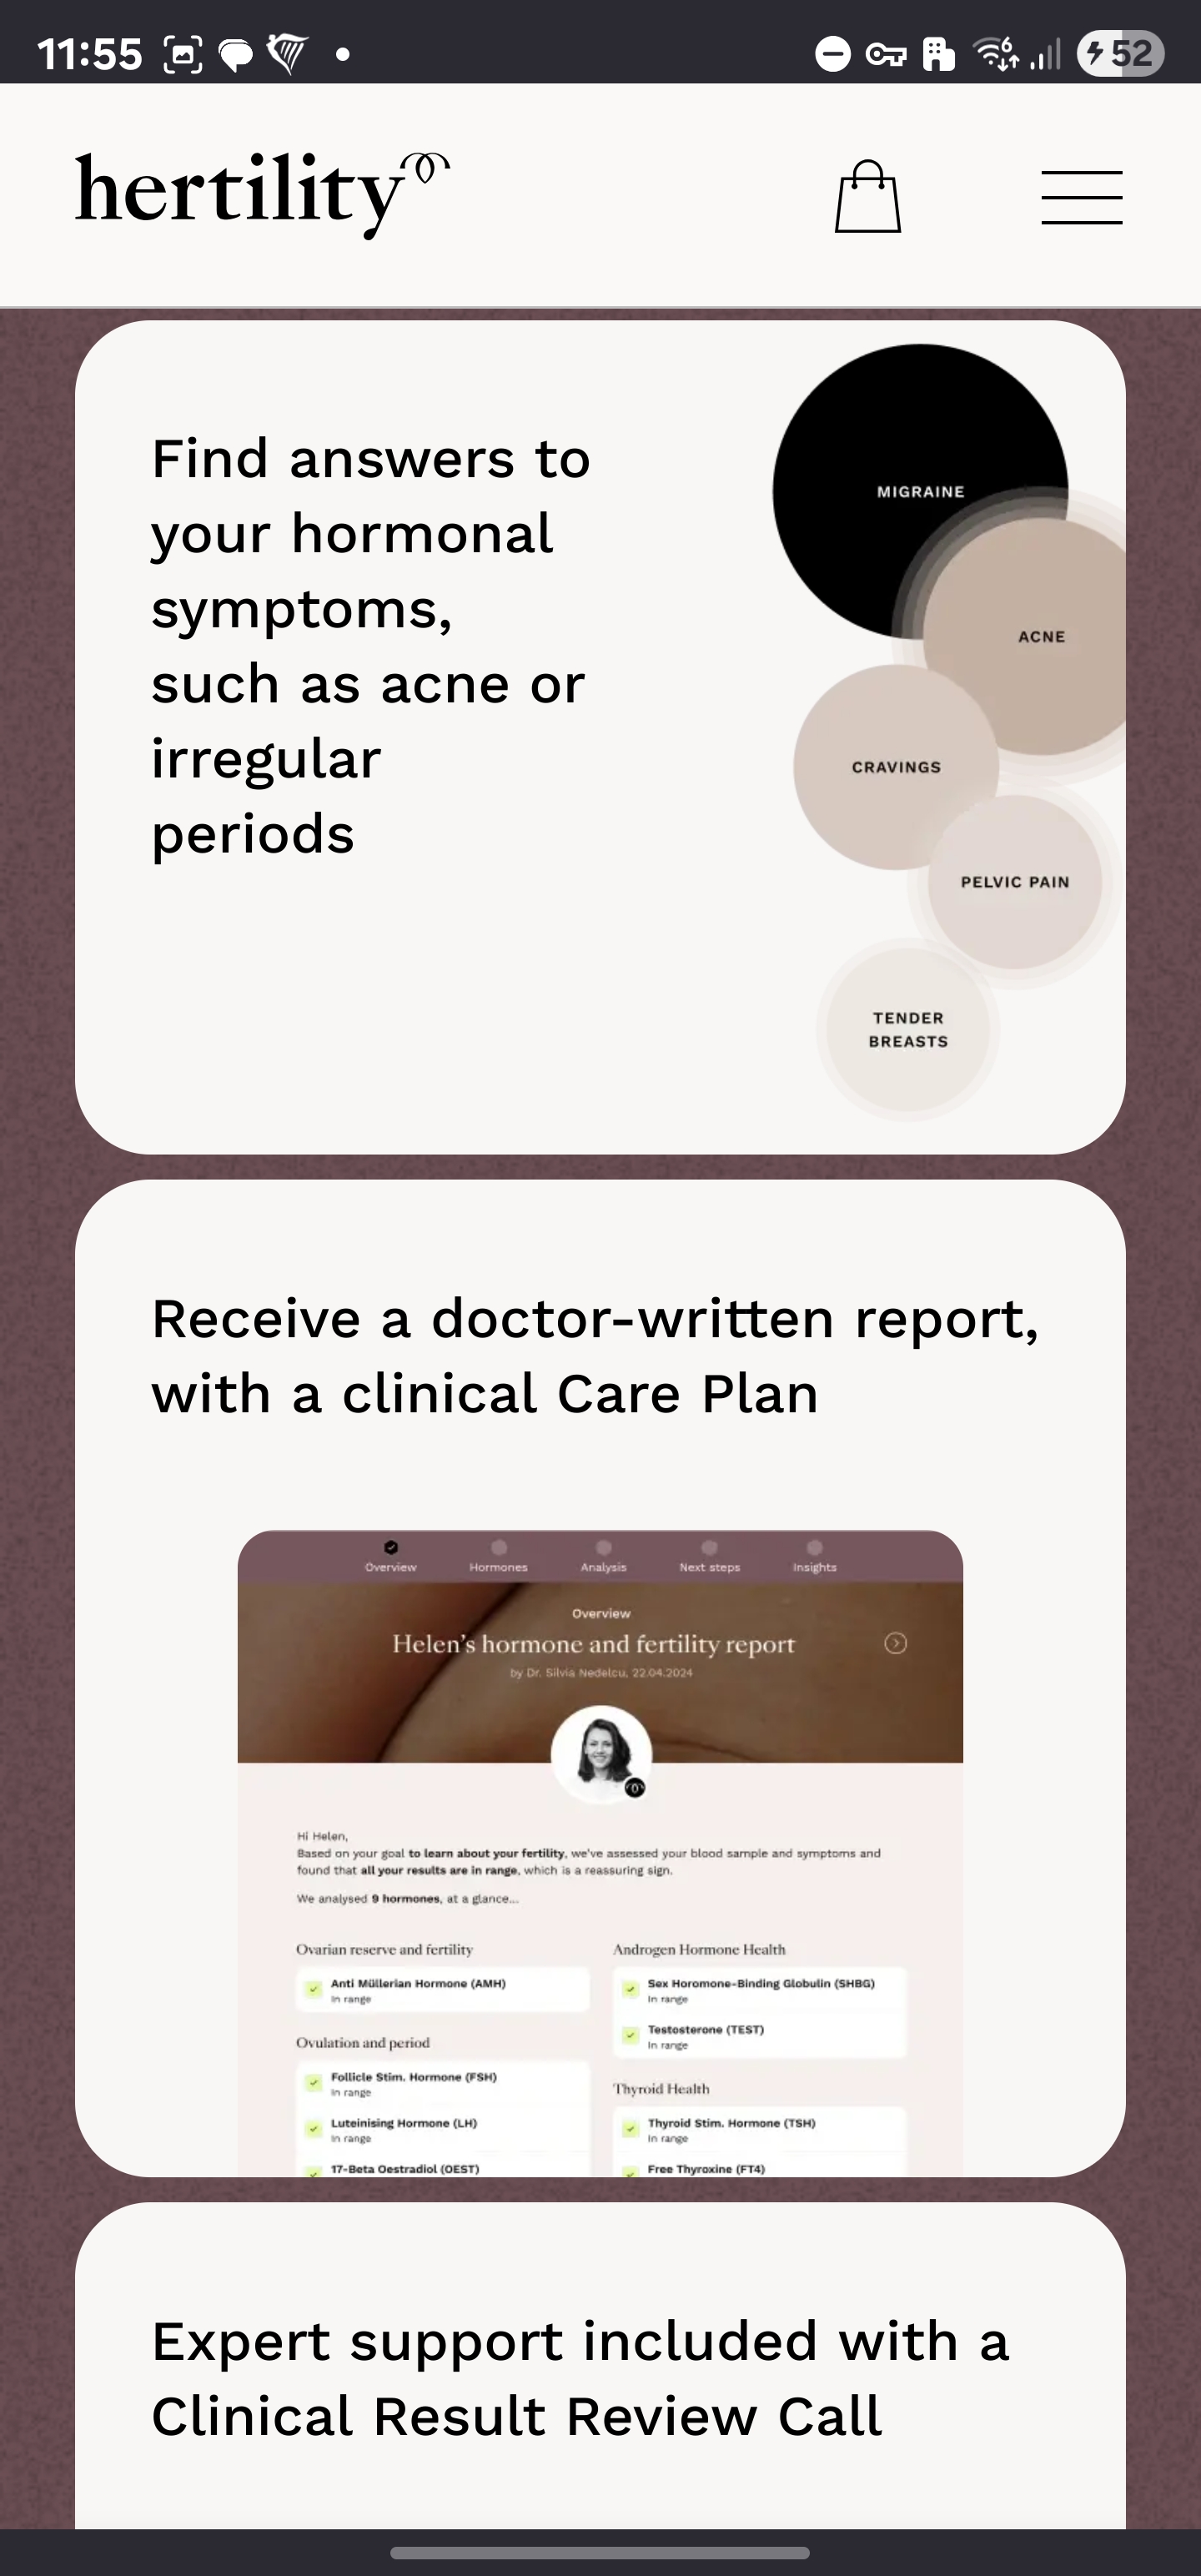 11:55
6
52
hertility
Find answers to
your hormonal
symptoms,
such as acne or
irregular
periods
MIGRAINE
ACNE
CRAVINGS
PELVIC PAIN
TENDER
BREASTS
Receive a doctor-written report,
with a clinical Care Plan
Overview
Hormones
Analysis
Next steps
Insights
Overview
Helen's hormone and fertility report
by Dr. Silvia Nedelcu, 22.04.2024
Hi Helen,
Based on your goal to learn about your fertility, we've assessed your blood sample and symptoms and
found that all your results are in range, which is a reassuring sign.
We analysed 9 hormones, at a glance...
Ovarian reserve and fertility
Anti Müllerian Hormone (AMH)
In range
Ovulation and period
Follicle Stim. Hormone (FSH)
In range
Luteinising Hormone (LH)
In range
17-Beta Oestradiol (OEST)
Androgen Hormone Health
Sex Horomone-Binding Globulin (SHBG)
In range
Testosterone (TEST)
In range
Thyroid Health
Thyroid Stim. Hormone (TSH)
In range
Free Thyroxine (FT4)
Expert support included with a
Clinical Result Review Call